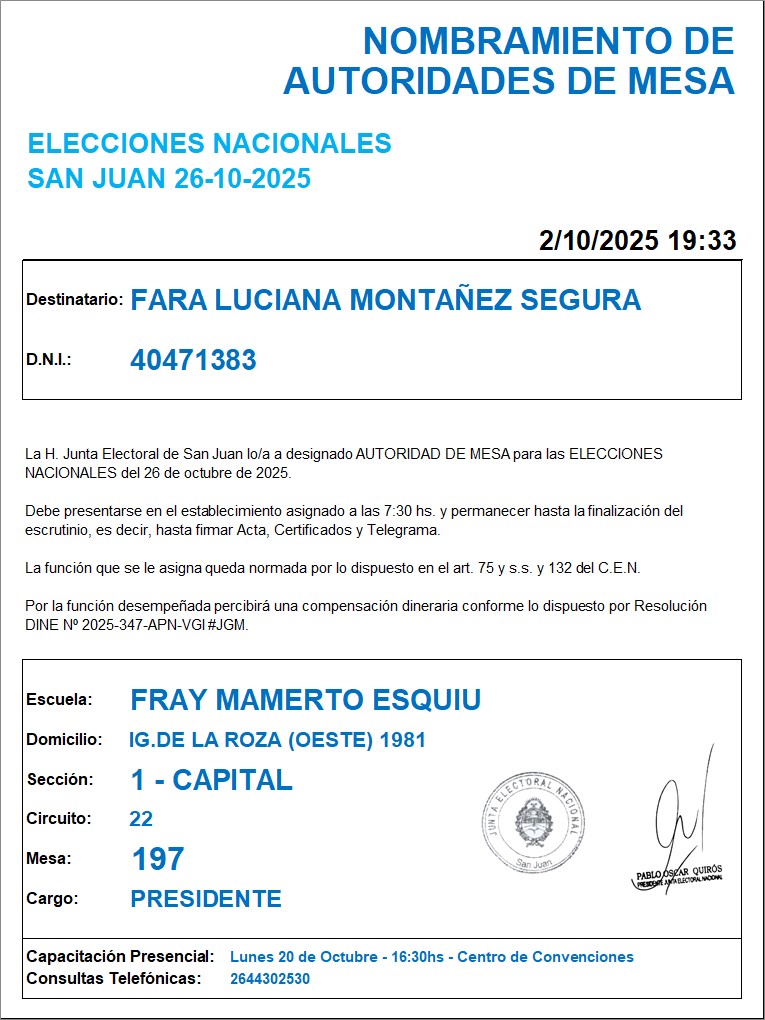 NOMBRAMIENTO DE
AUTORIDADES DE MESA
ELECCIONES NACIONALES
SAN JUAN 26-10-2025
2/10/2025 19:33
Destinatario: FARA LUCIANA MONTAÑEZ SEGURA
D.N.I.: 40471383
La H. Junta Electoral de San Juan lo/a a designado AUTORIDAD DE MESA para las ELECCIONES
NACIONALES del 26 de octubre de 2025.
Debe presentarse en el establecimiento asignado a las 7:30 hs. y permanecer hasta la finalización del
escrutinio, es decir, hasta firmar Acta, Certificados y Telegrama.
La función que se le asigna queda normada por lo dispuesto en el art. 75 y s.s. y 132 del C.E.N.
Por la función desempeñada percibirá una compensación dineraria conforme lo dispuesto por Resolución
DINE Nº 2025-347-APN-VGI#JGM.
Escuela: FRAY MAMERTO ESQUIU
Domicilio: IG.DE LA ROZA (OESTE) 1981
Sección: 1 - CAPITAL
Circuito: 22
Mesa: 197
Cargo: PRESIDENTE
JUNTA ELECTORAL NACIONAL
San Juan
PABLO OSCAR QUIRÓS
PRESIDENTE JUNTA ELECTORAL NACIONAL
Capacitación Presencial: Lunes 20 de Octubre - 16:30hs - Centro de Convenciones
Consultas Telefónicas: 2644302530